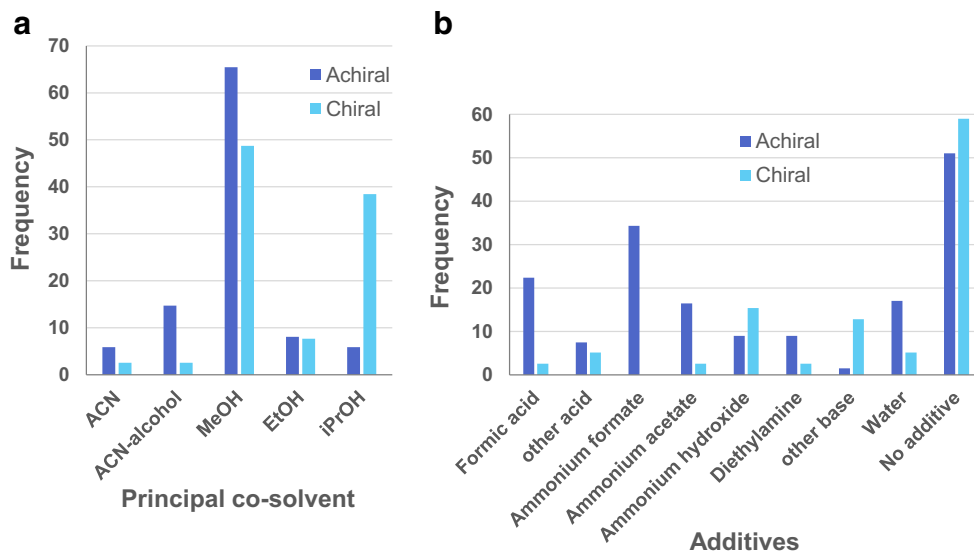 a
70
60
50
40
30
20
10
0
Frequency
Achiral
Chiral
ACN
ACN-alcohol
MeOH
EtOH
iPrOH
Principal co-solvent
b
60
50
40
30
20
10
0
Frequency
Achiral
Chiral
Formic acid
other acid
Ammonium formate
Ammonium acetate
Ammonium hydroxide
Diethylamine
other base
Water
No additive
Additives